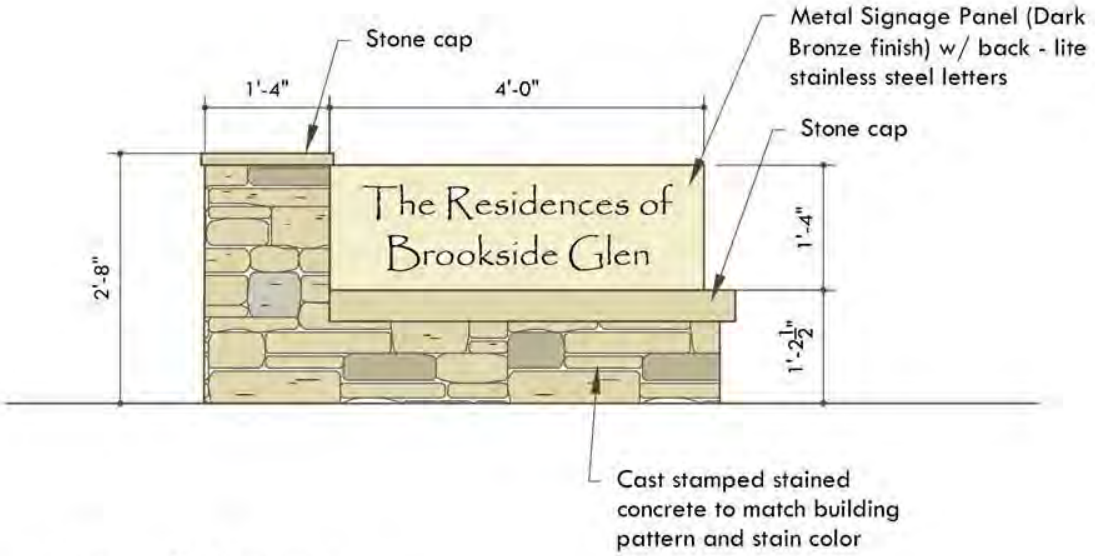 Stone cap
Metal Signage Panel (Dark
Bronze finish) w/ back - lite
stainless steel letters
1'-4"
4'-0"
Stone cap
The Residences of
Brookside Glen
2'-8"
1'-4"
1'-2½"
Cast stamped stained
concrete to match building
pattern and stain color